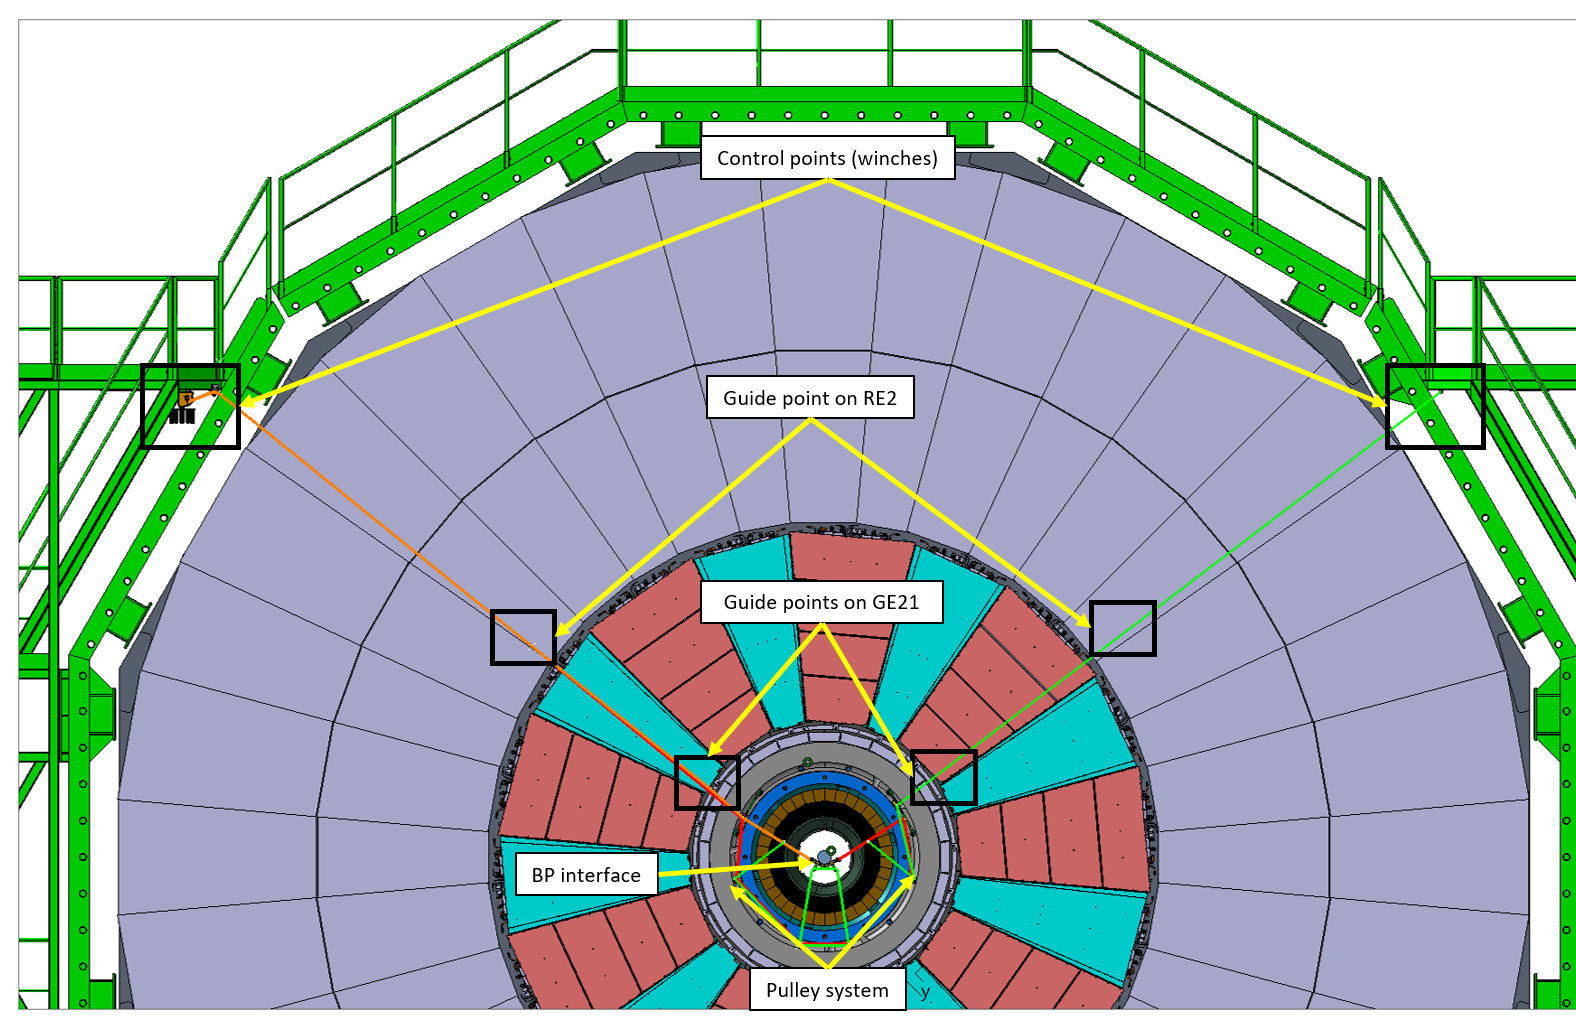 Control points (winches)
Guide point on RE2
Guide points on GE21
BP interface
Pulley system
y